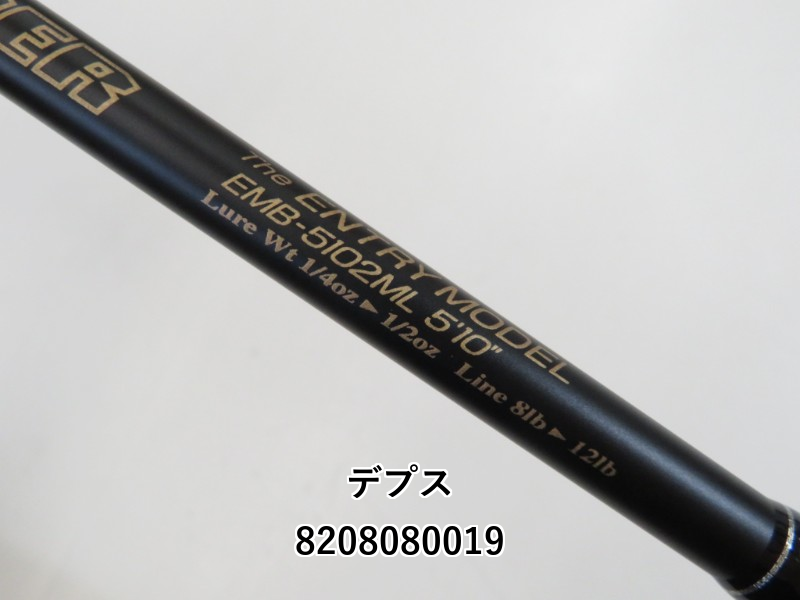 The ENTRY MODEL
EMB-5102ML 5'10"
Lure Wt 1/4oz ▶ 1/2oz Line 8lb ▶ 12lb
デプス
8208080019